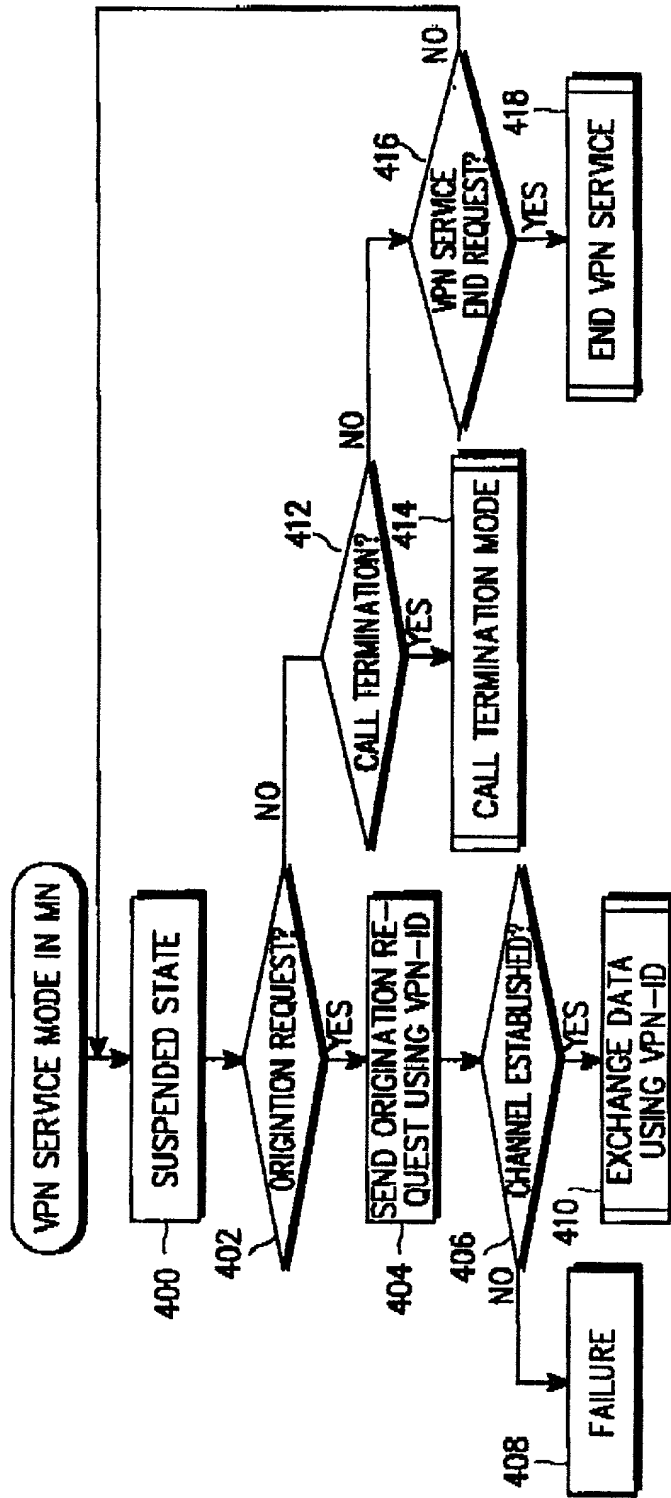 VPN SERVICE MODE IN MN
SUSPENDED STATE
400
ORIGINTION REQUEST?
402
NO
YES
SEND ORIGINATION RE-
QUEST USING VPN-ID
404
CHANNEL ESTABLISHED?
406
NO
YES
FAILURE
408
EXCHANGE DATA
USING VPN-ID
410
CALL TERMINATION?
412
NO
YES
CALL TERMINATION MODE
414
VPN SERVICE
END REQUEST?
416
NO
YES
END VPN SERVICE
418